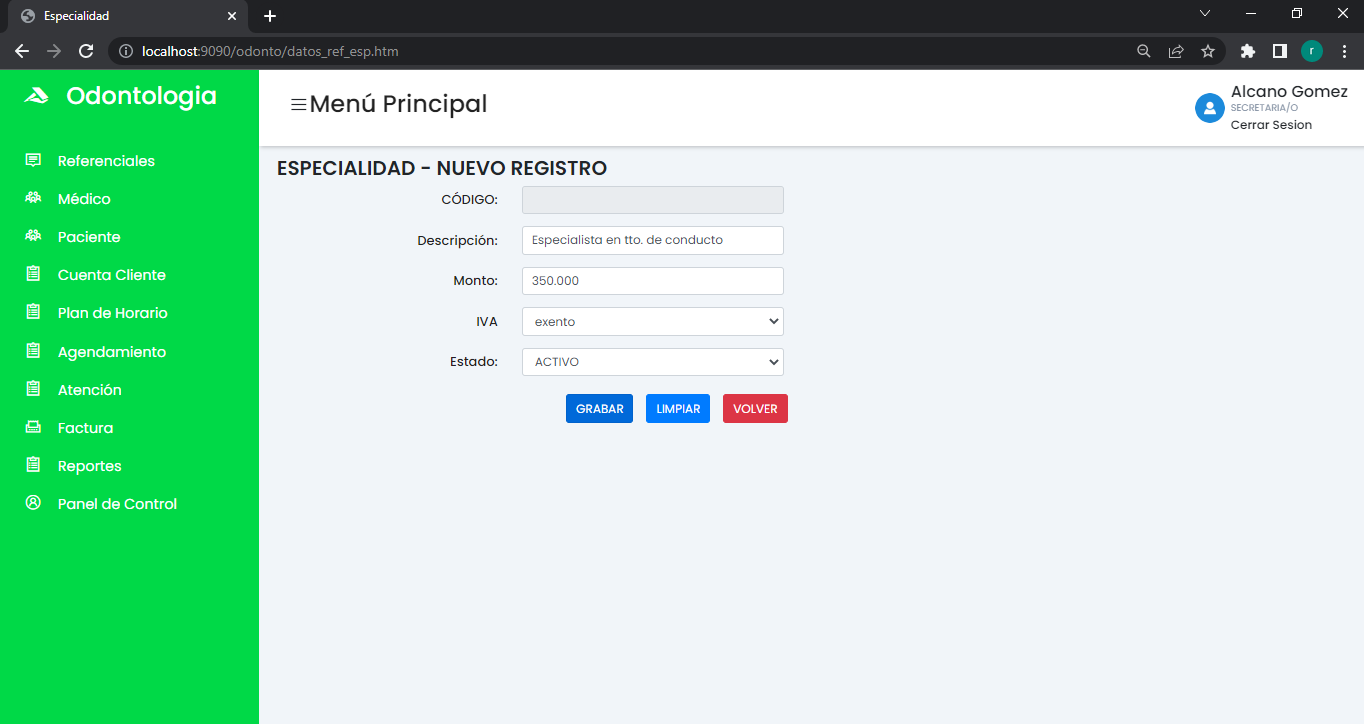 Especialidad
localhost:9090/odonto/datos_ref_esp.htm
r
Odontologia
Menú Principal
Alcano Gomez
SECRETARIA/O
Cerrar Sesion
Referenciales
Médico
Paciente
Cuenta Cliente
Plan de Horario
Agendamiento
Atención
Factura
Reportes
Panel de Control
ESPECIALIDAD - NUEVO REGISTRO
CÓDIGO:
Descripción: Especialista en tto. de conducto
Monto: 350.000
IVA exento
Estado: ACTIVO
GRABAR LIMPIAR VOLVER